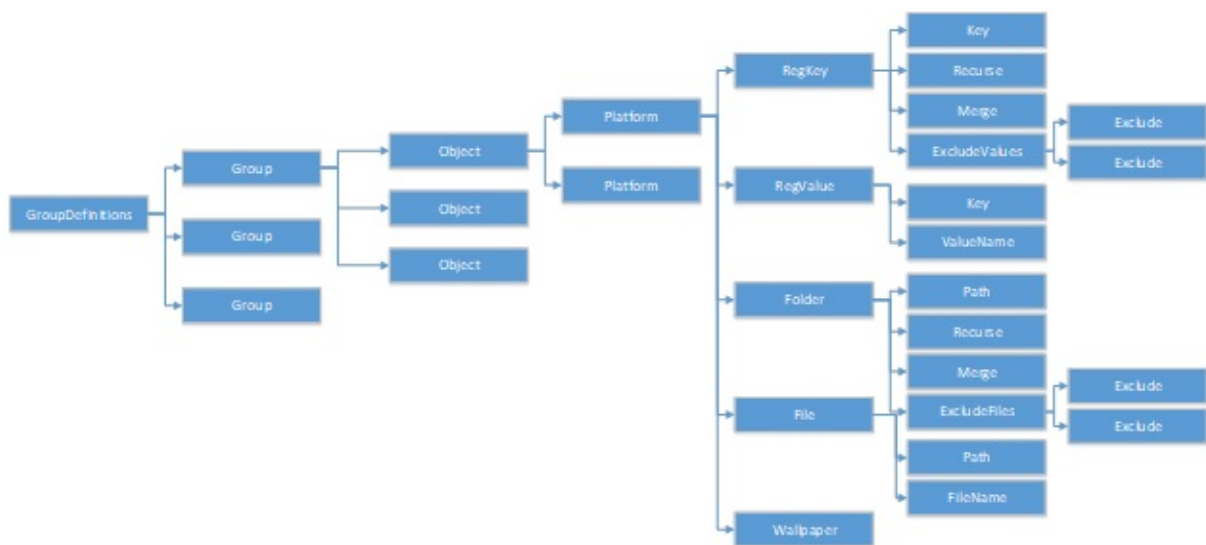 GroupDefinitions
Group
Group
Group
Object
Object
Object
Platform
Platform
RegKey
Key
Recurse
Merge
ExcludeValues
Exclude
Exclude
RegValue
Key
ValueName
Folder
Path
Recurse
Merge
ExcludeFiles
Exclude
Exclude
File
Path
FileName
Wallpaper